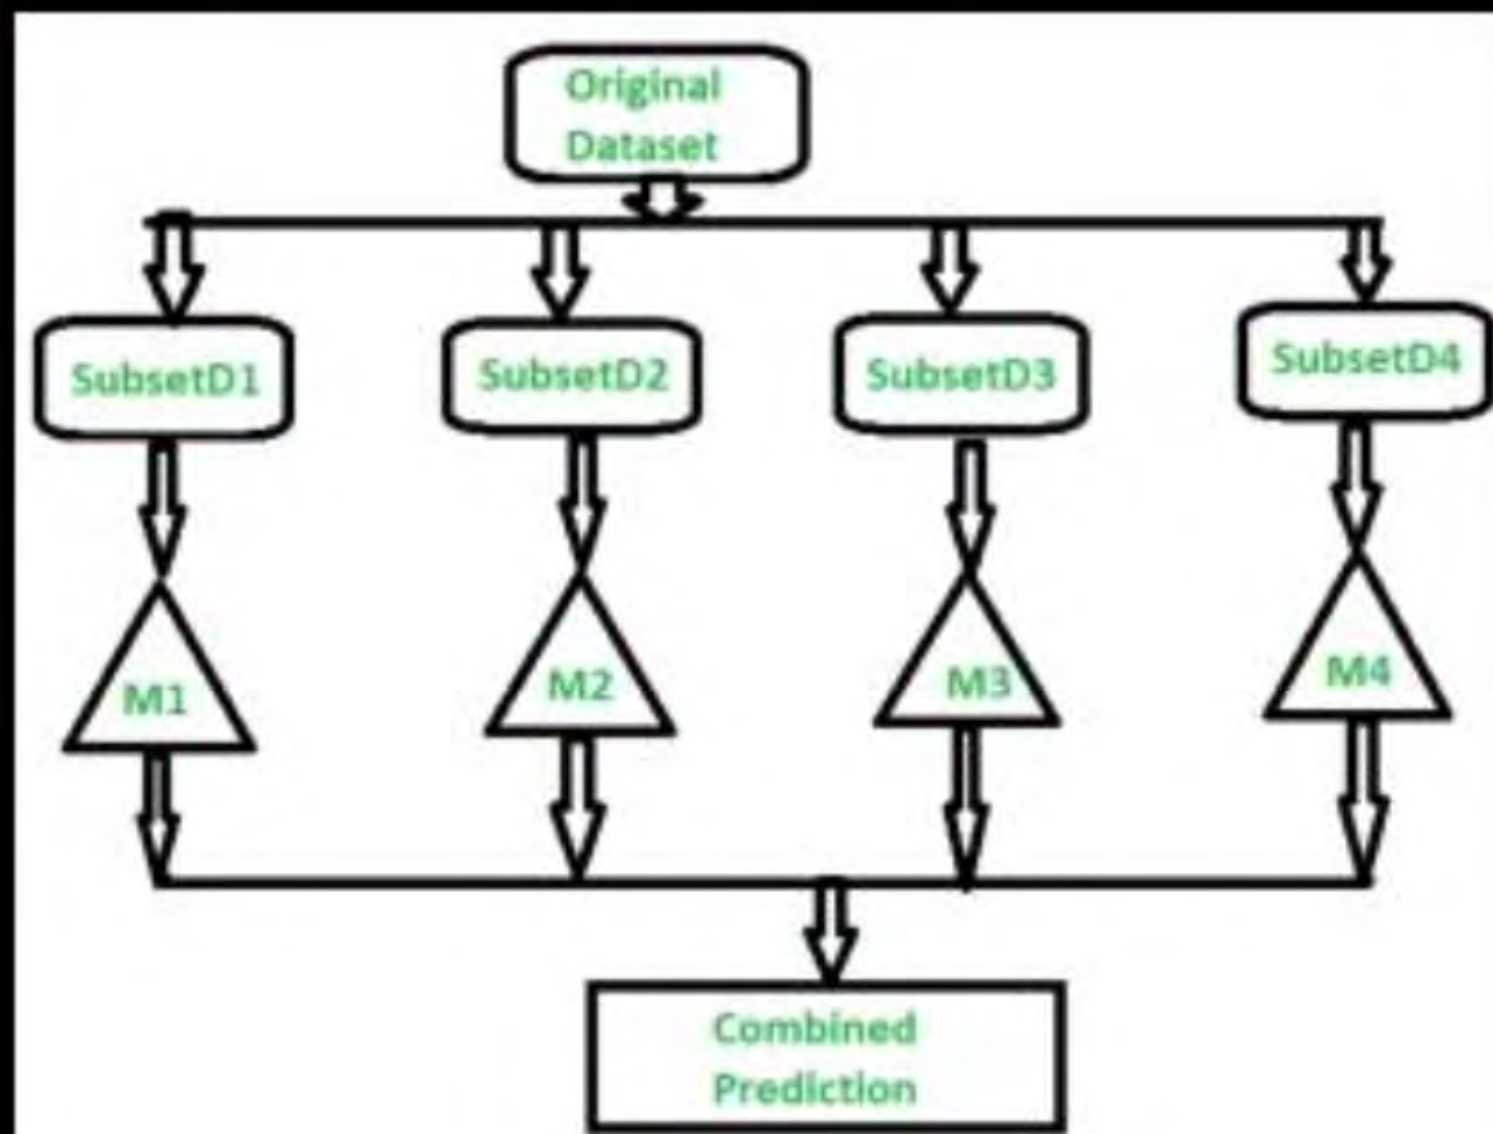 Original
Dataset
SubsetD1
SubsetD2
SubsetD3
SubsetD4
M1
M2
M3
M4
Combined
Prediction